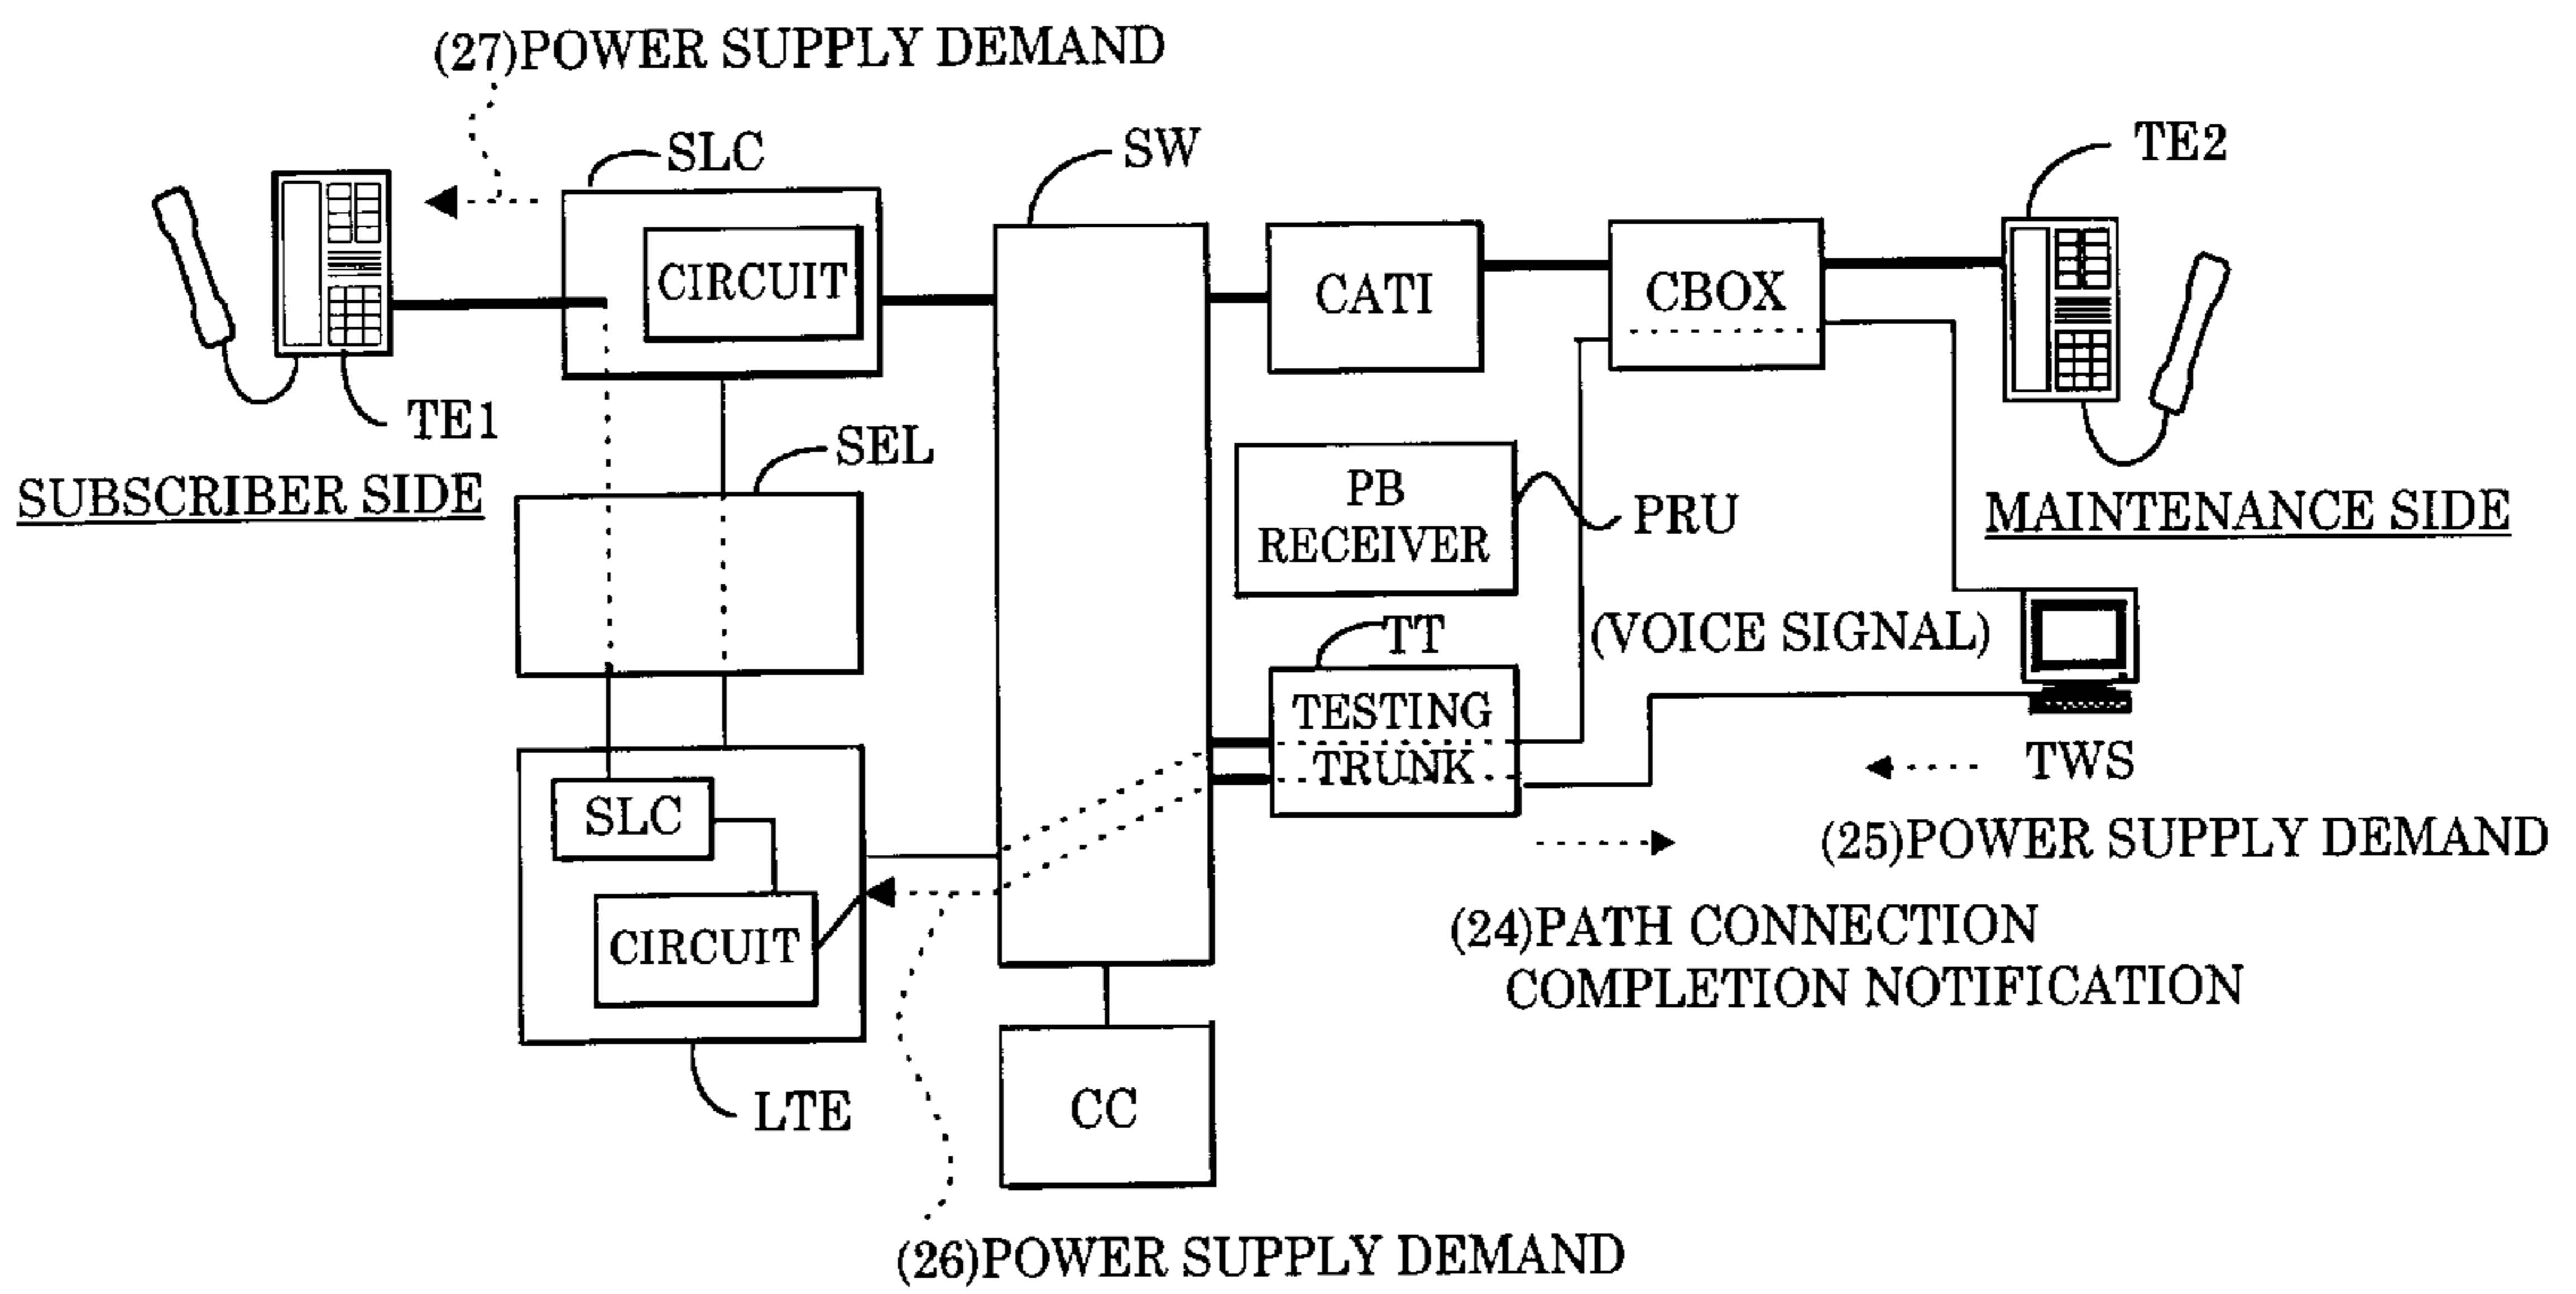 (27)POWER SUPPLY DEMAND
SLC
SW
TE2
CIRCUIT
CATI
CBOX
TE1
SEL
SUBSCRIBER SIDE
PB
RECEIVER
PRU
MAINTENANCE SIDE
TT
(VOICE SIGNAL)
TESTING
TRUNK
TWS
SLC
(25)POWER SUPPLY DEMAND
CIRCUIT
(24)PATH CONNECTION
COMPLETION NOTIFICATION
LTE
CC
(26)POWER SUPPLY DEMAND